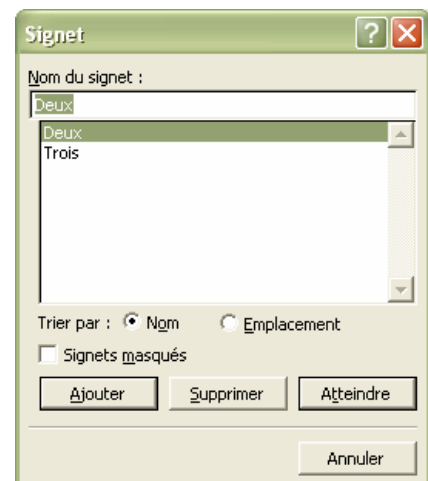 Signet ?
Nom du signet :
Deux
Deux
Trois
Trier par : Nom Emplacement
Signets masqués
Ajouter Supprimer Atteindre
Annuler